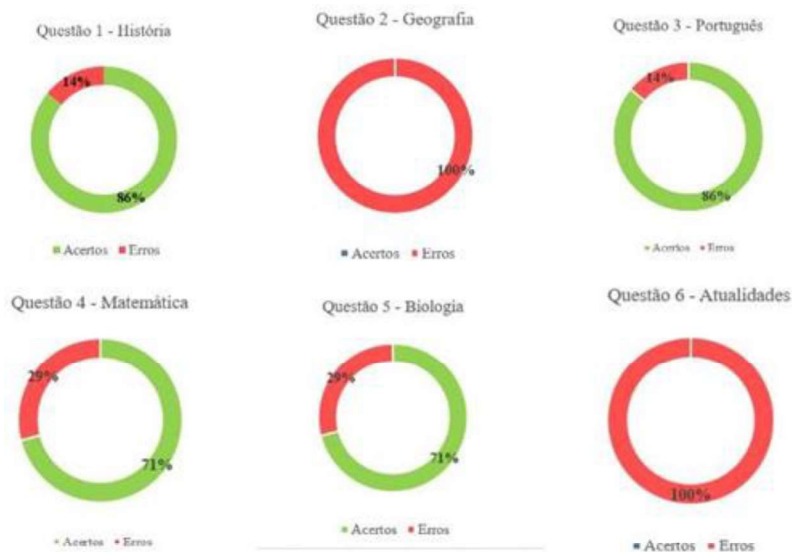 Questão 1 - História
14%
86%
Acertos Erros
Questão 2 - Geografia
100%
Acertos Erros
Questão 3 - Português
14%
86%
Acertos Erros
Questão 4 - Matemática
29%
71%
Acertos Erros
Questão 5 - Biologia
29%
71%
Acertos Erros
Questão 6 - Atualidades
100%
Acertos Erros